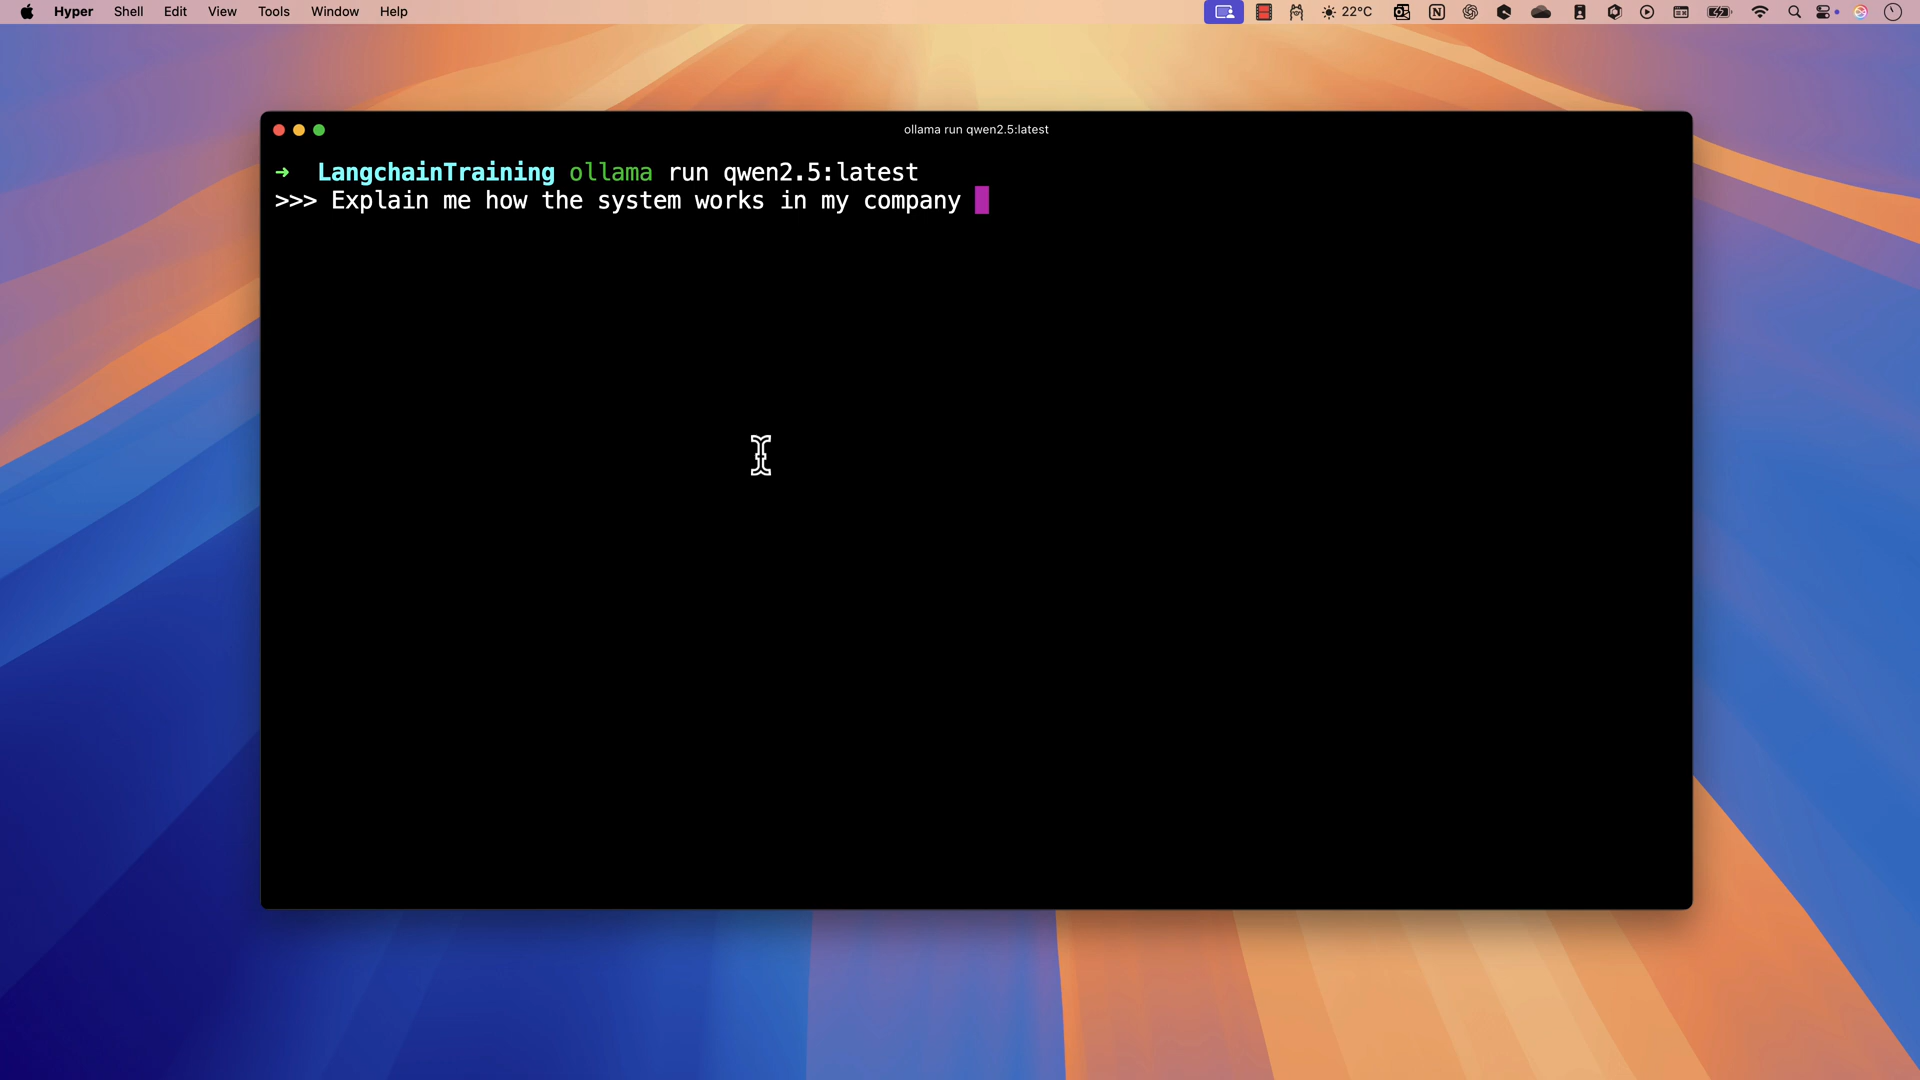 Hyper Shell Edit View Tools Window Help 22°C
ollama run qwen2.5:latest
➜ LangchainTraining ollama run qwen2.5:latest
>>> Explain me how the system works in my company